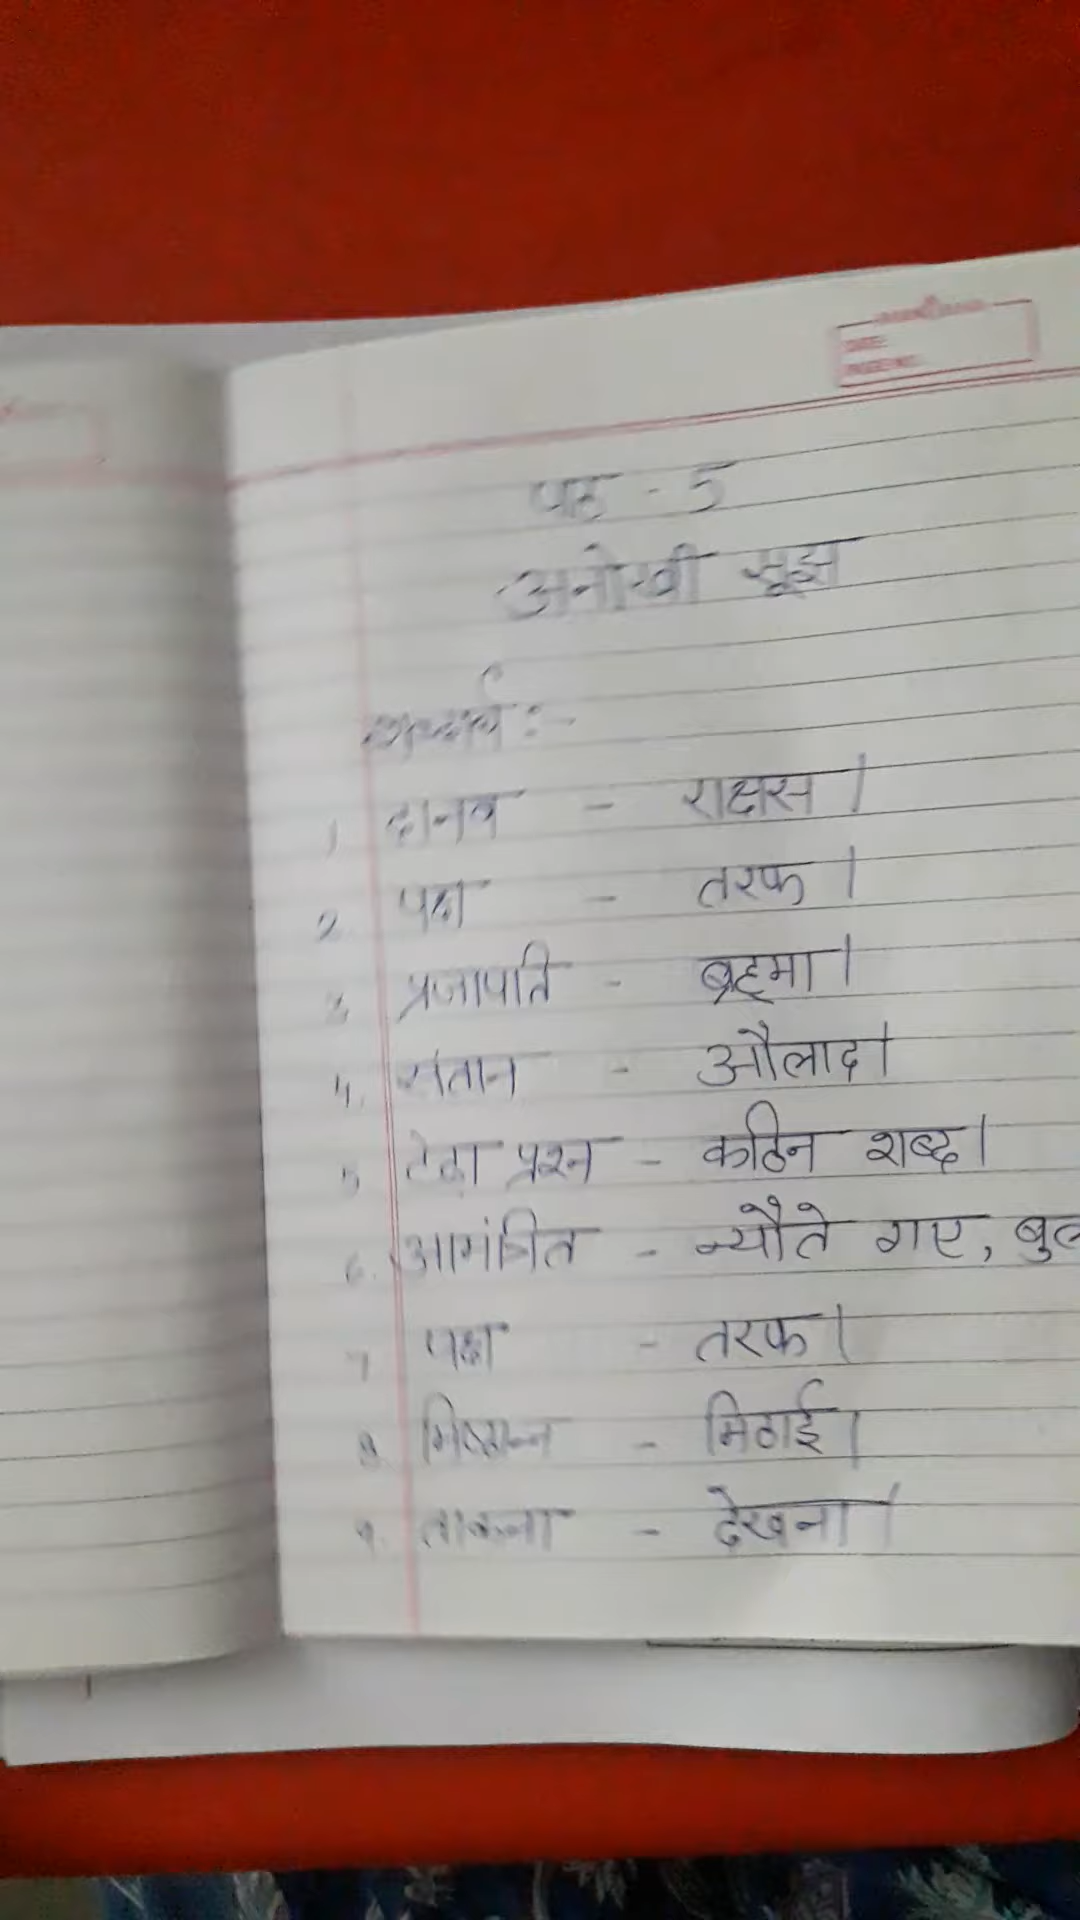 पाठ - 5
अनोखी सूझ
शब्दार्थ :-
1. दानव - राक्षस ।
2. पक्ष - तरफ ।
3. प्रजापति - ब्रह्मा ।
4. संतान - औलाद ।
5. टेढ़ा प्रश्न - कठिन शब्द ।
6. आमंत्रित - न्यौते गए,
7. पक्ष - तरफ ।
8. मिष्ठान्न - मिठाई ।
9. ताकना - देखना ।